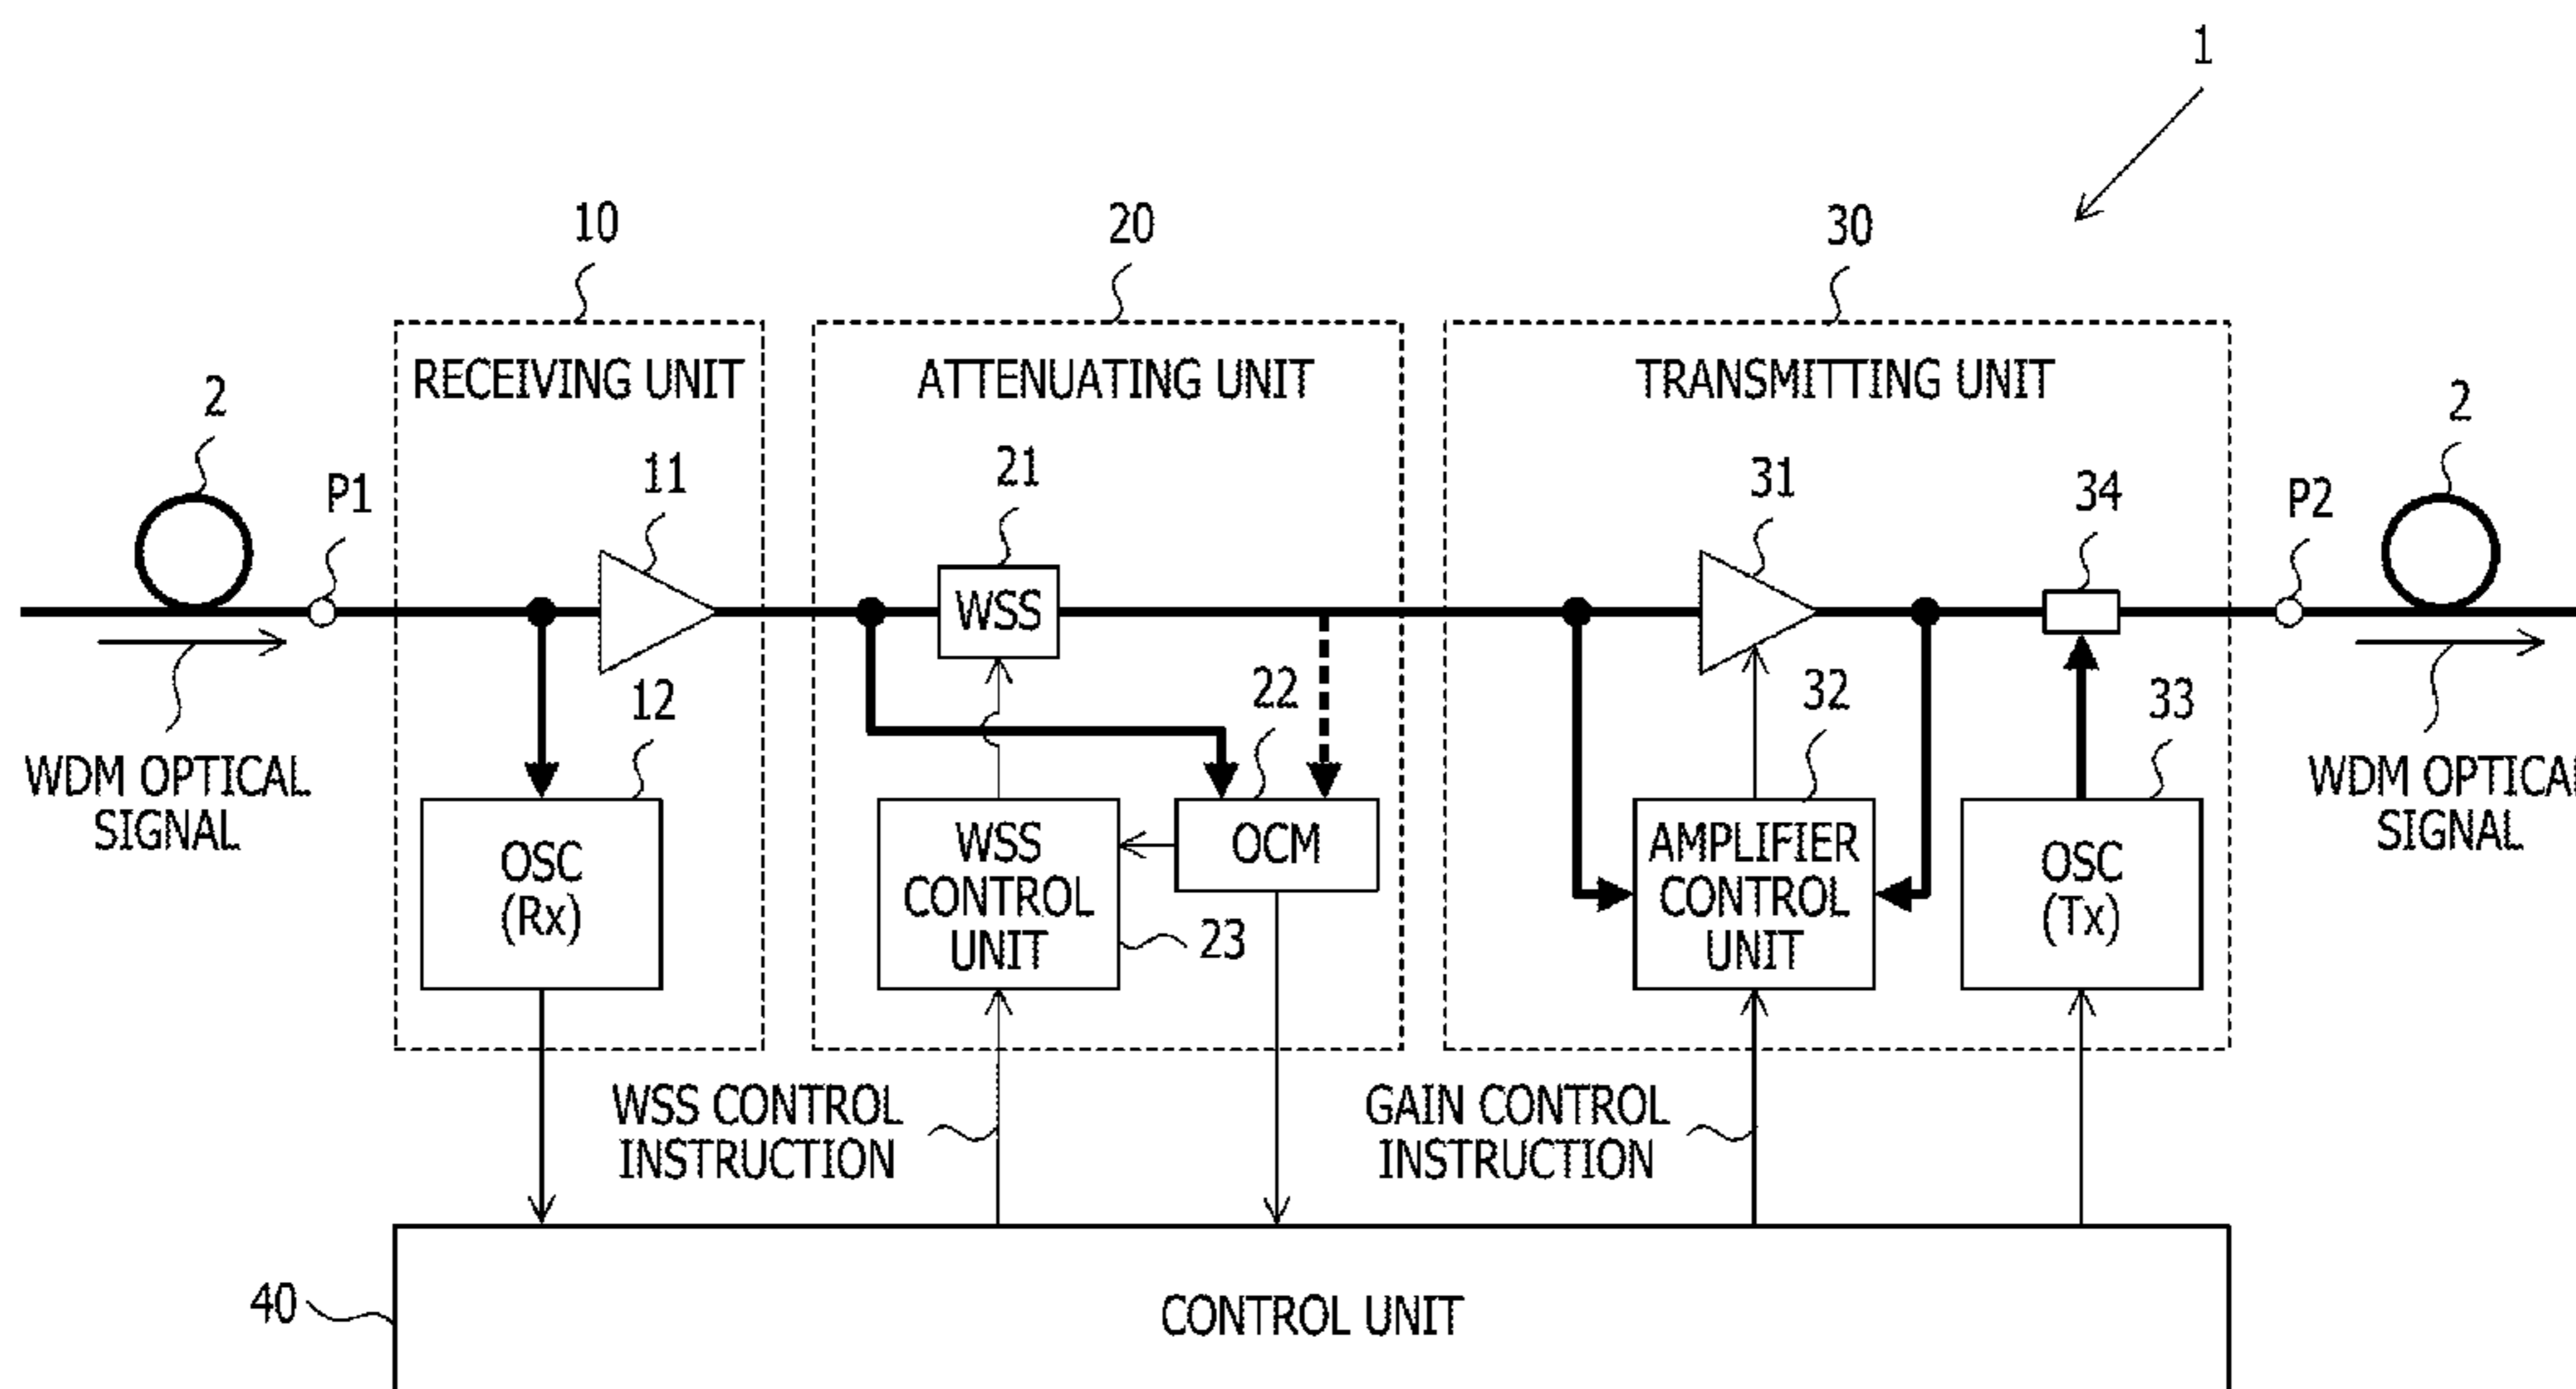 1
10
20
30
RECEIVING UNIT
ATTENUATING UNIT
TRANSMITTING UNIT
2
P1
11
21
31
34
P2
2
WSS
12
22
32
33
WDM OPTICAL
SIGNAL
OSC
(Rx)
WSS
CONTROL
UNIT
23
OCM
AMPLIFIER
CONTROL
UNIT
OSC
(Tx)
WDM OPTICA
SIGNAL
WSS CONTROL
INSTRUCTION
GAIN CONTROL
INSTRUCTION
40
CONTROL UNIT